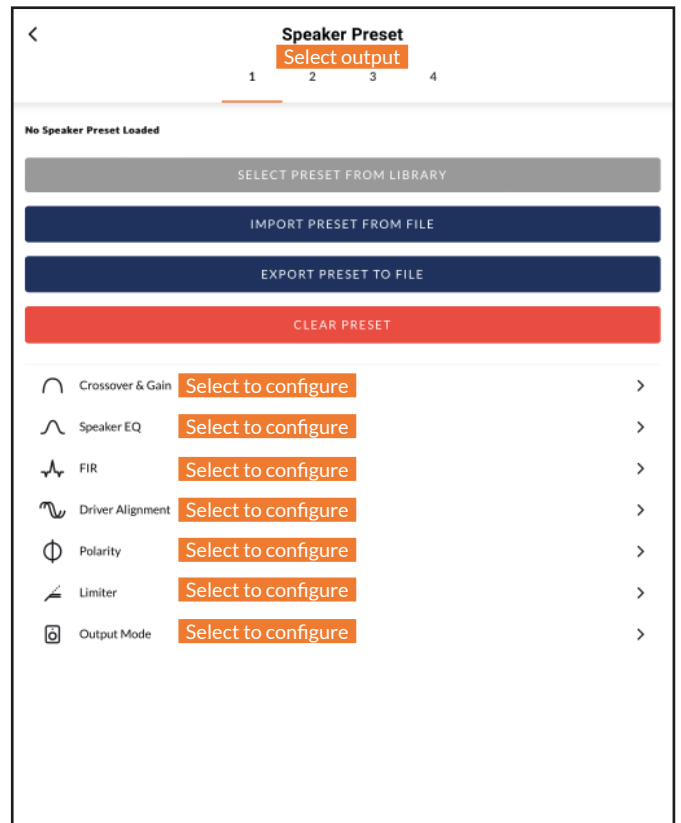 Speaker Preset
Select output
1 2 3 4
No Speaker Preset Loaded
SELECT PRESET FROM LIBRARY
IMPORT PRESET FROM FILE
EXPORT PRESET TO FILE
CLEAR PRESET
Crossover & Gain Select to configure
Speaker EQ Select to configure
FIR Select to configure
Driver Alignment Select to configure
Polarity Select to configure
Limiter Select to configure
Output Mode Select to configure